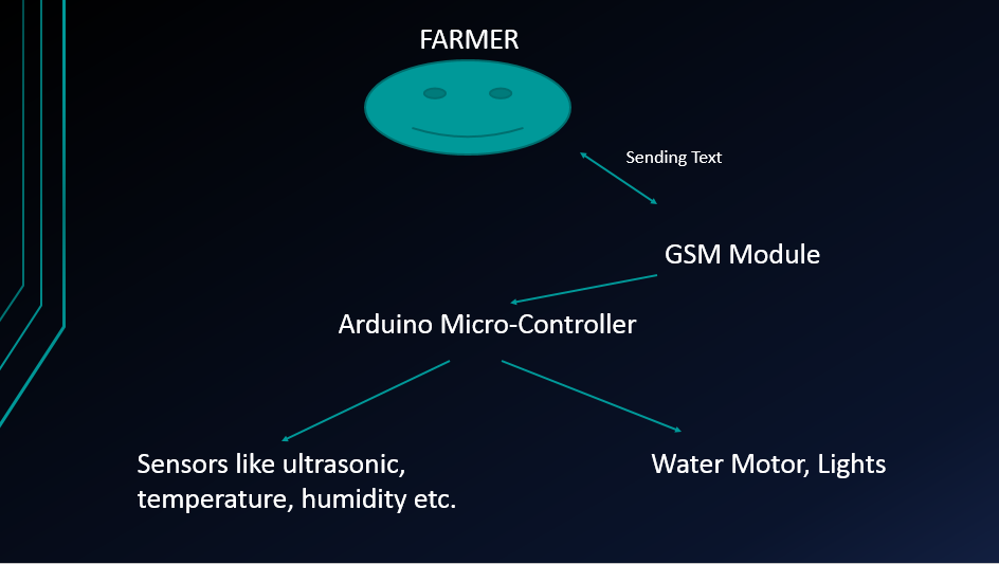 FARMER
Sending Text
GSM Module
Arduino Micro-Controller
Sensors like ultrasonic,
temperature, humidity etc.
Water Motor, Lights